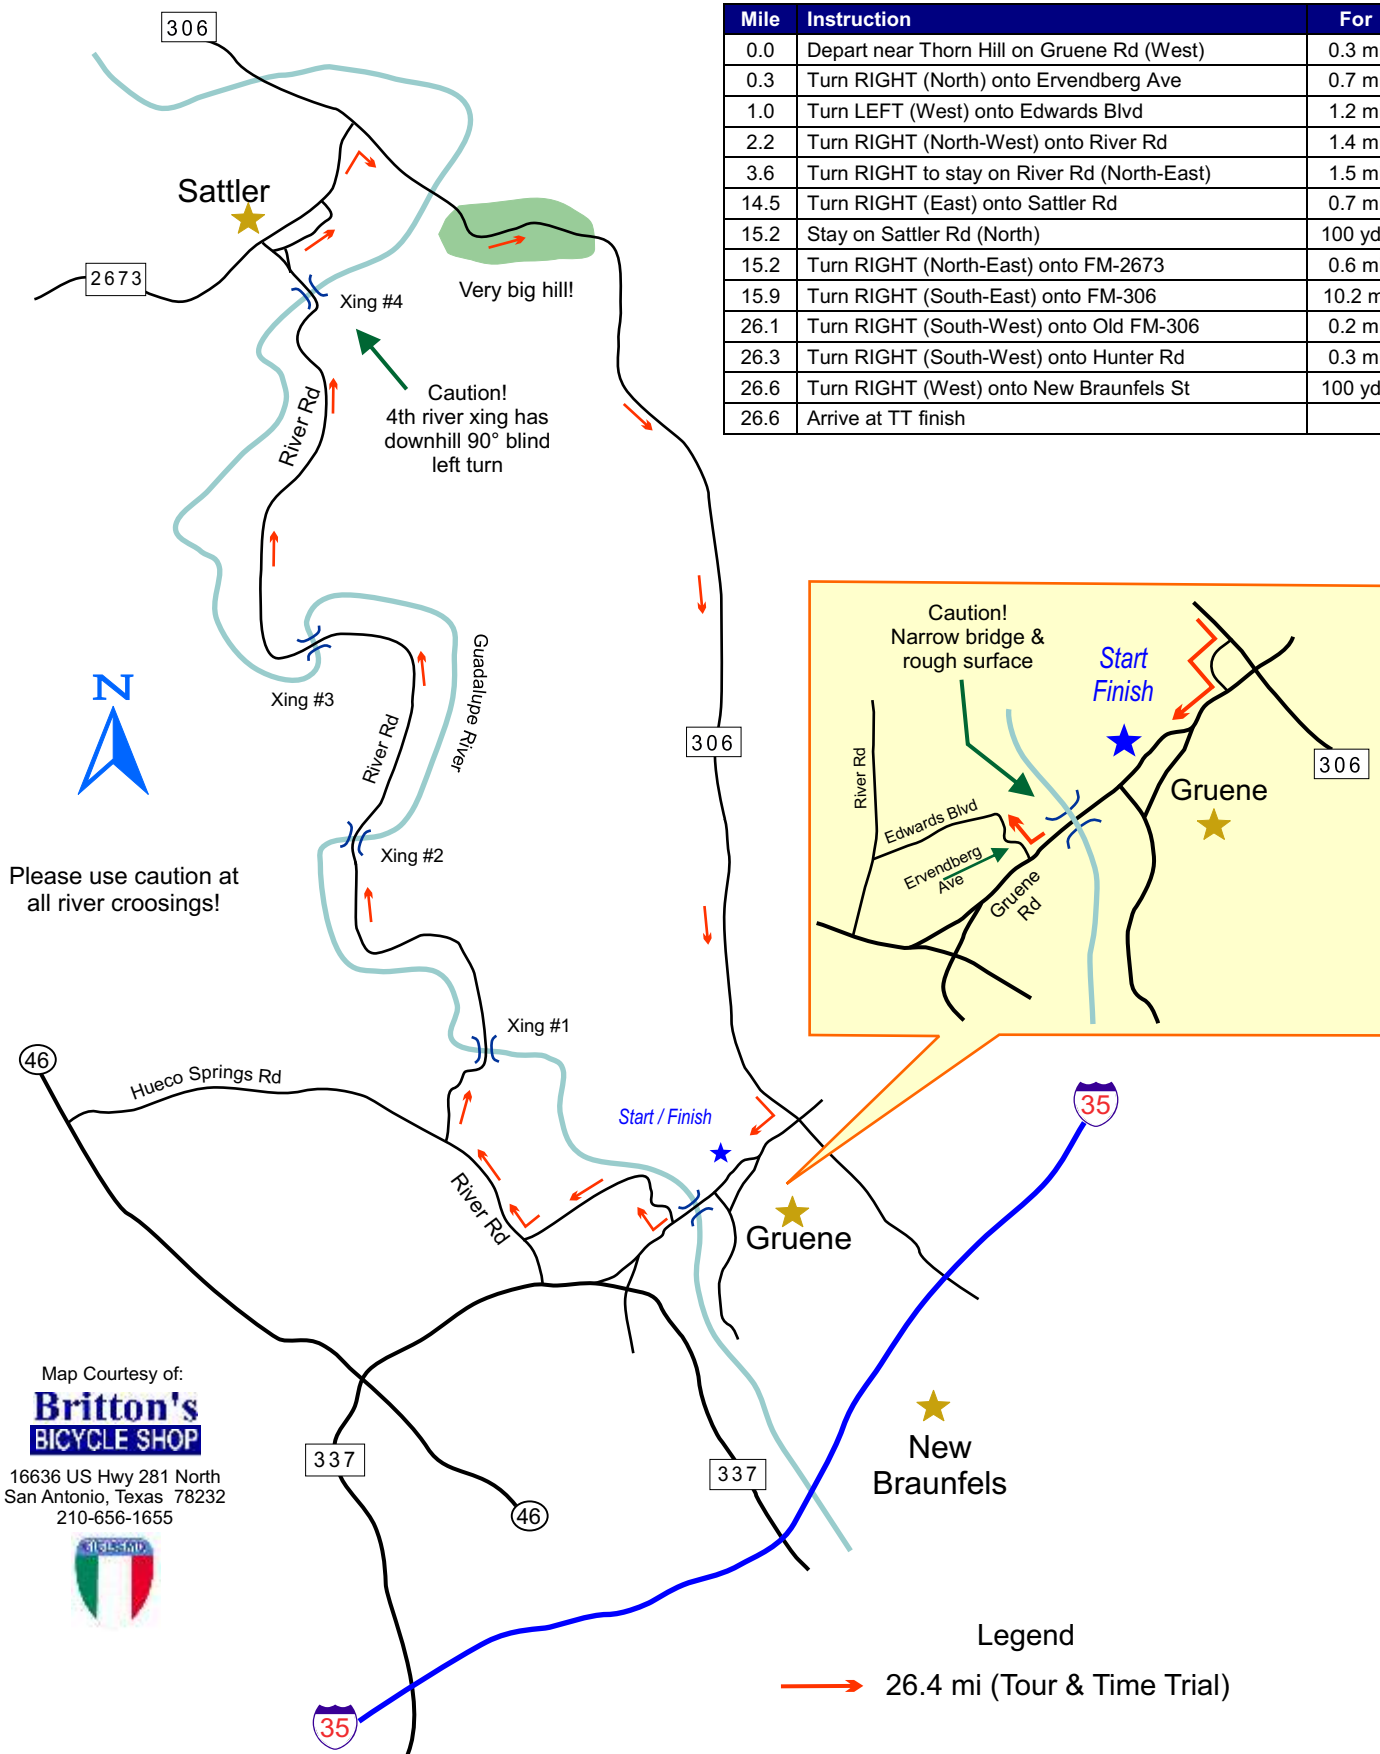 306
Mile Instruction For
0.0 Depart near Thorn Hill on Gruene Rd (West) 0.3 m
0.3 Turn RIGHT (North) onto Ervendberg Ave 0.7 m
1.0 Turn LEFT (West) onto Edwards Blvd 1.2 m
2.2 Turn RIGHT (North-West) onto River Rd 1.4 m
3.6 Turn RIGHT to stay on River Rd (North-East) 1.5 m
14.5 Turn RIGHT (East) onto Sattler Rd 0.7 m
15.2 Stay on Sattler Rd (North) 100 yd
15.2 Turn RIGHT (North-East) onto FM-2673 0.6 m
15.9 Turn RIGHT (South-East) onto FM-306 10.2 m
26.1 Turn RIGHT (South-West) onto Old FM-306 0.2 m
26.3 Turn RIGHT (South-West) onto Hunter Rd 0.3 m
26.6 Turn RIGHT (West) onto New Braunfels St 100 yd
26.6 Arrive at TT finish
Sattler
2673
Xing #4
Very big hill!
Caution!
4th river xing has
downhill 90° blind
left turn
River Rd
Guadalupe River
Xing #3
River Rd
N
306
Xing #2
Please use caution at
all river croosings!
Caution!
Narrow bridge &
rough surface
Start
Finish
306
River Rd
Gruene
Edwards Blvd
Ervendberg
Ave
Gruene
Rd
Xing #1
46
Hueco Springs Rd
Start / Finish
35
River Rd
Gruene
Map Courtesy of:
Britton's
BICYCLE SHOP
16636 US Hwy 281 North
San Antonio, Texas 78232
210-656-1655
337
46
337
New
Braunfels
35
Legend
26.4 mi (Tour & Time Trial)